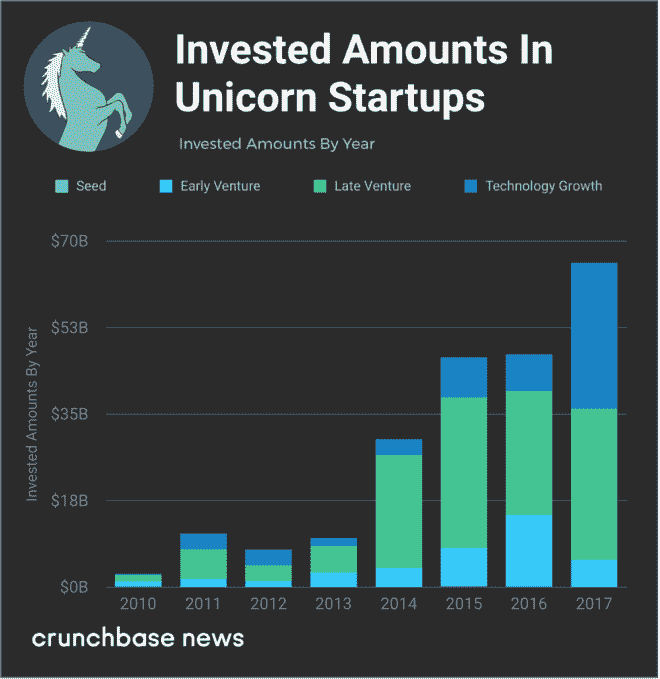 Invested Amounts In
Unicorn Startups
Invested Amounts By Year
Seed Early Venture Late Venture Technology Growth
$70B
$53B
$35B
$18B
$0B
Invested Amounts By Year
2010 2011 2012 2013 2014 2015 2016 2017
crunchbase news